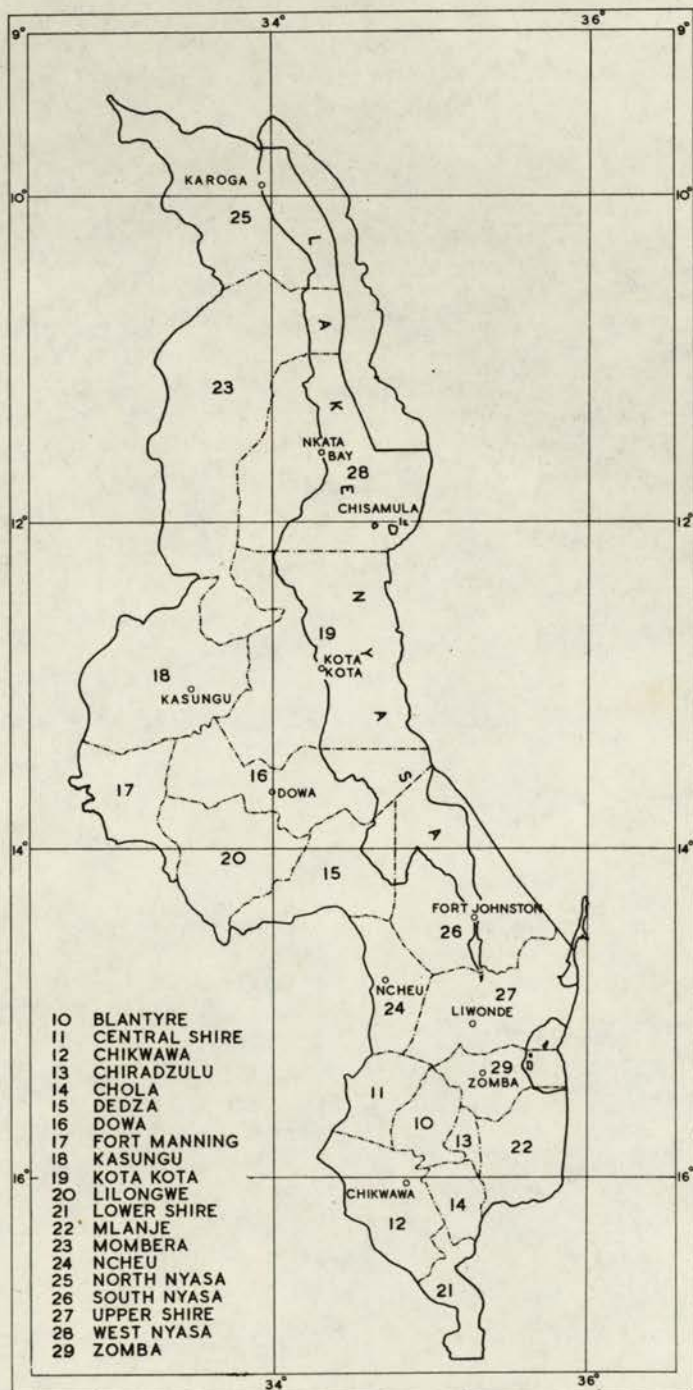 34° 36°
9° 9°
KAROGA
10° 10°
25
L
A
23
K
NKATA
BAY
28
E
CHISAMULA
Is
12° 12°
N
19
Y
KOTA
KOTA
18
KASUNGU
A
16
DOWA
S
17
A
14° 14°
20
15
FORT JOHNSTON
26
NCHEU
24
27
LIWONDE
29
ZOMBA
11
10
13
22
16° 16°
CHIKWAWA
14
12
21
10 BLANTYRE
11 CENTRAL SHIRE
12 CHIKWAWA
13 CHIRADZULU
14 CHOLA
15 DEDZA
16 DOWA
17 FORT MANNING
18 KASUNGU
19 KOTA KOTA
20 LILONGWE
21 LOWER SHIRE
22 MLANJE
23 MOMBERA
24 NCHEU
25 NORTH NYASA
26 SOUTH NYASA
27 UPPER SHIRE
28 WEST NYASA
29 ZOMBA
34° 36°